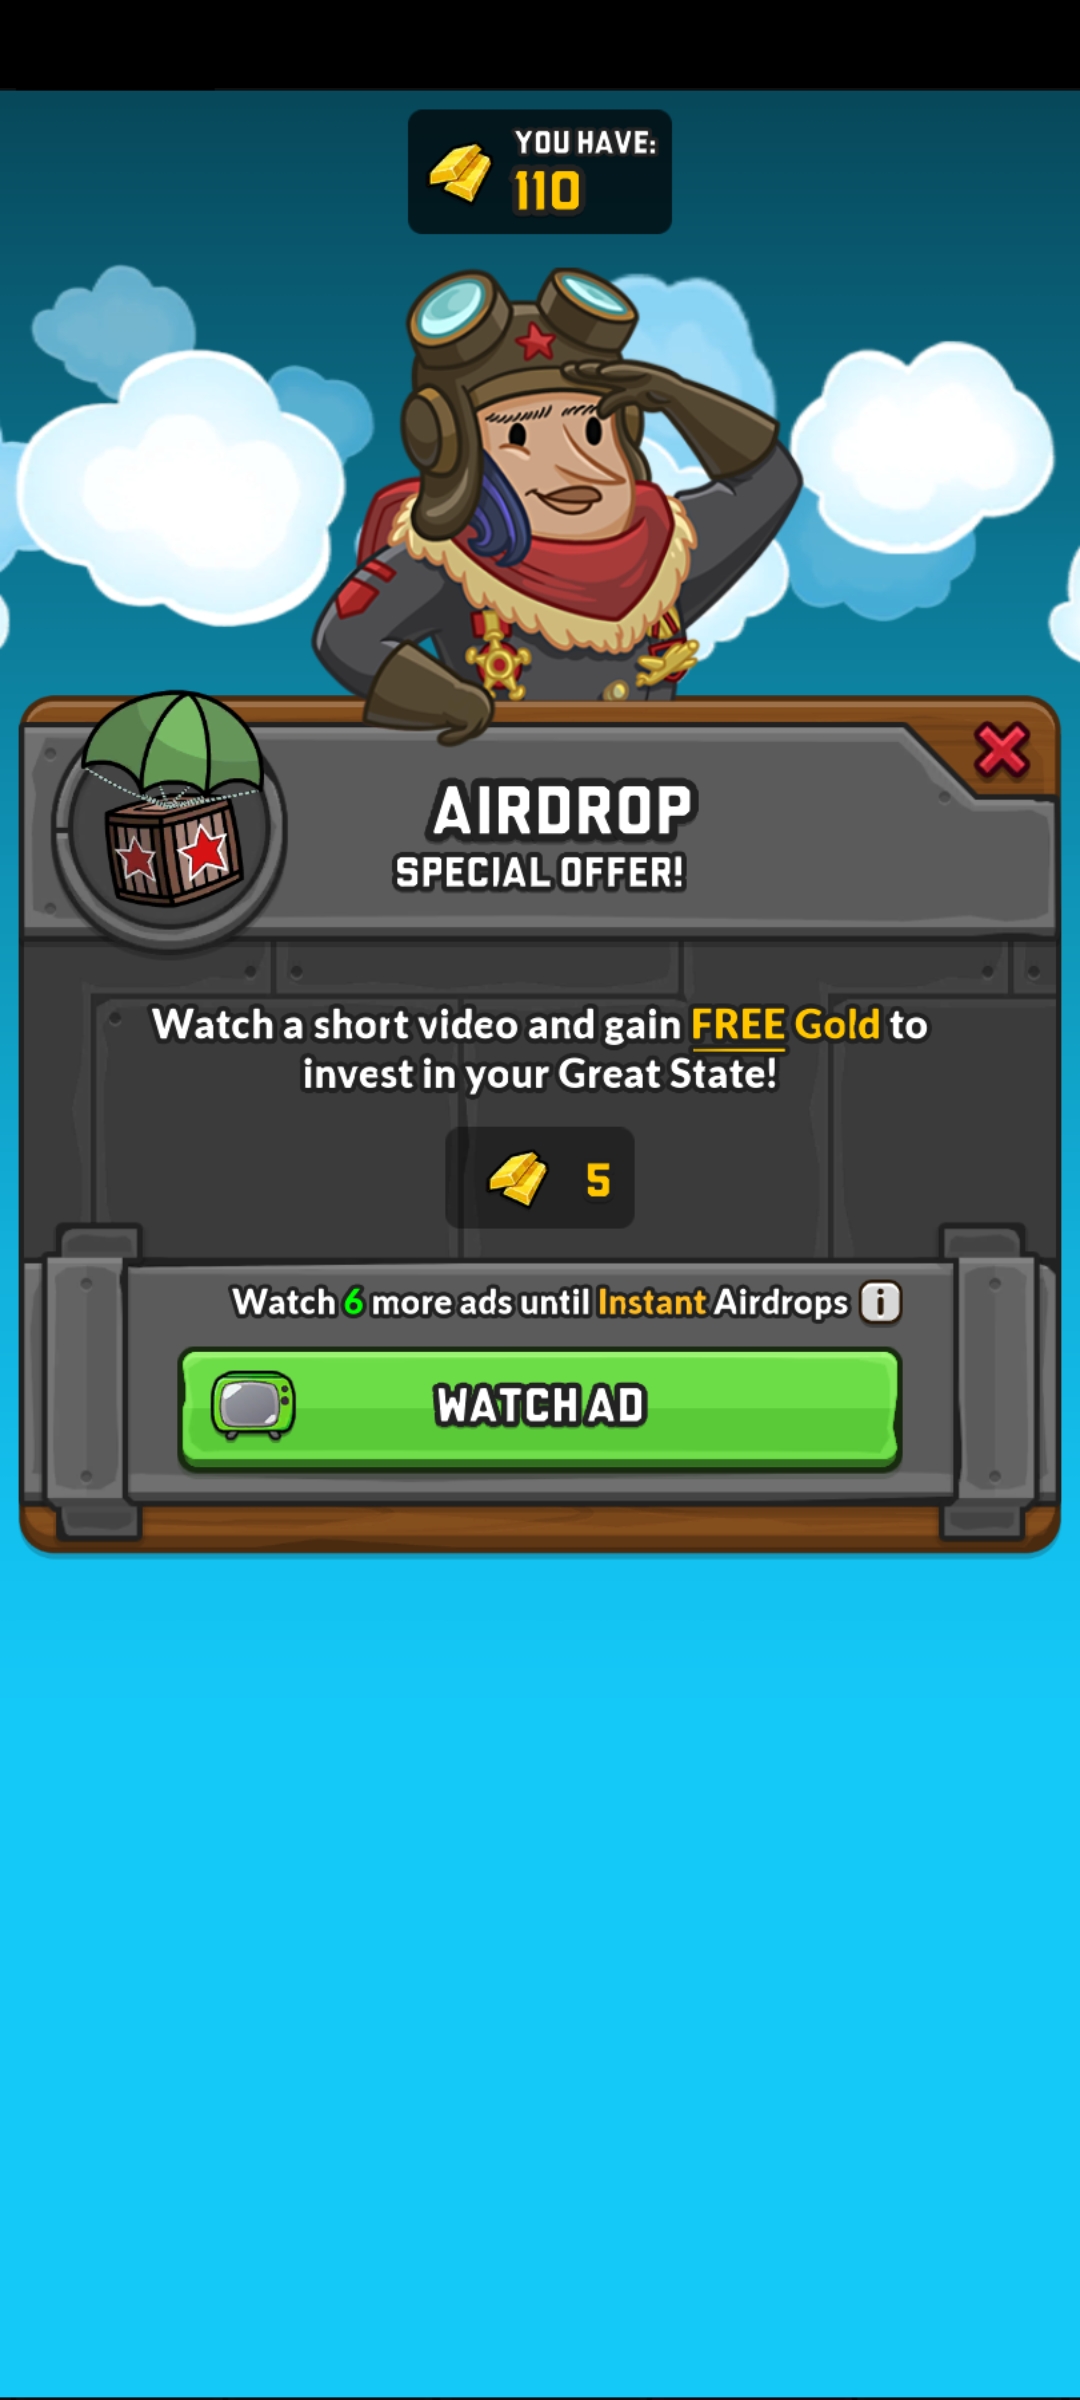 YOU HAVE:
110
AIRDROP
SPECIAL OFFER!
Watch a short video and gain FREE Gold to
invest in your Great State!
5
Watch 6 more ads until Instant Airdrops i
WATCH AD